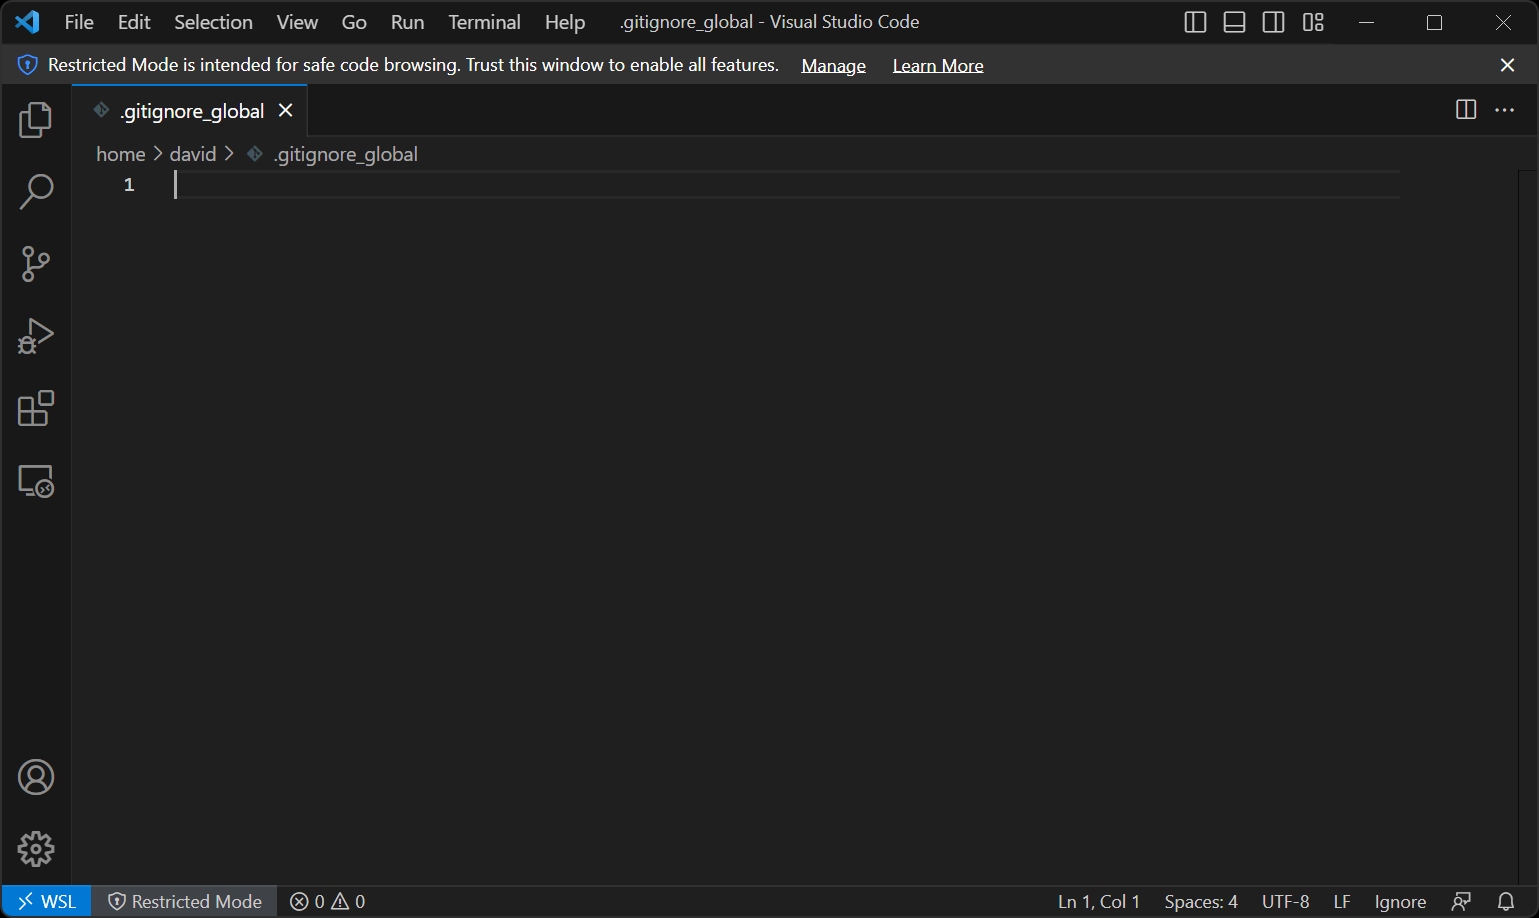 File Edit Selection View Go Run Terminal Help .gitignore_global - Visual Studio Code
Restricted Mode is intended for safe code browsing. Trust this window to enable all features. Manage Learn More
.gitignore_global
home > david > .gitignore_global
1
WSL Restricted Mode 0 0 Ln 1, Col 1 Spaces: 4 UTF-8 LF Ignore